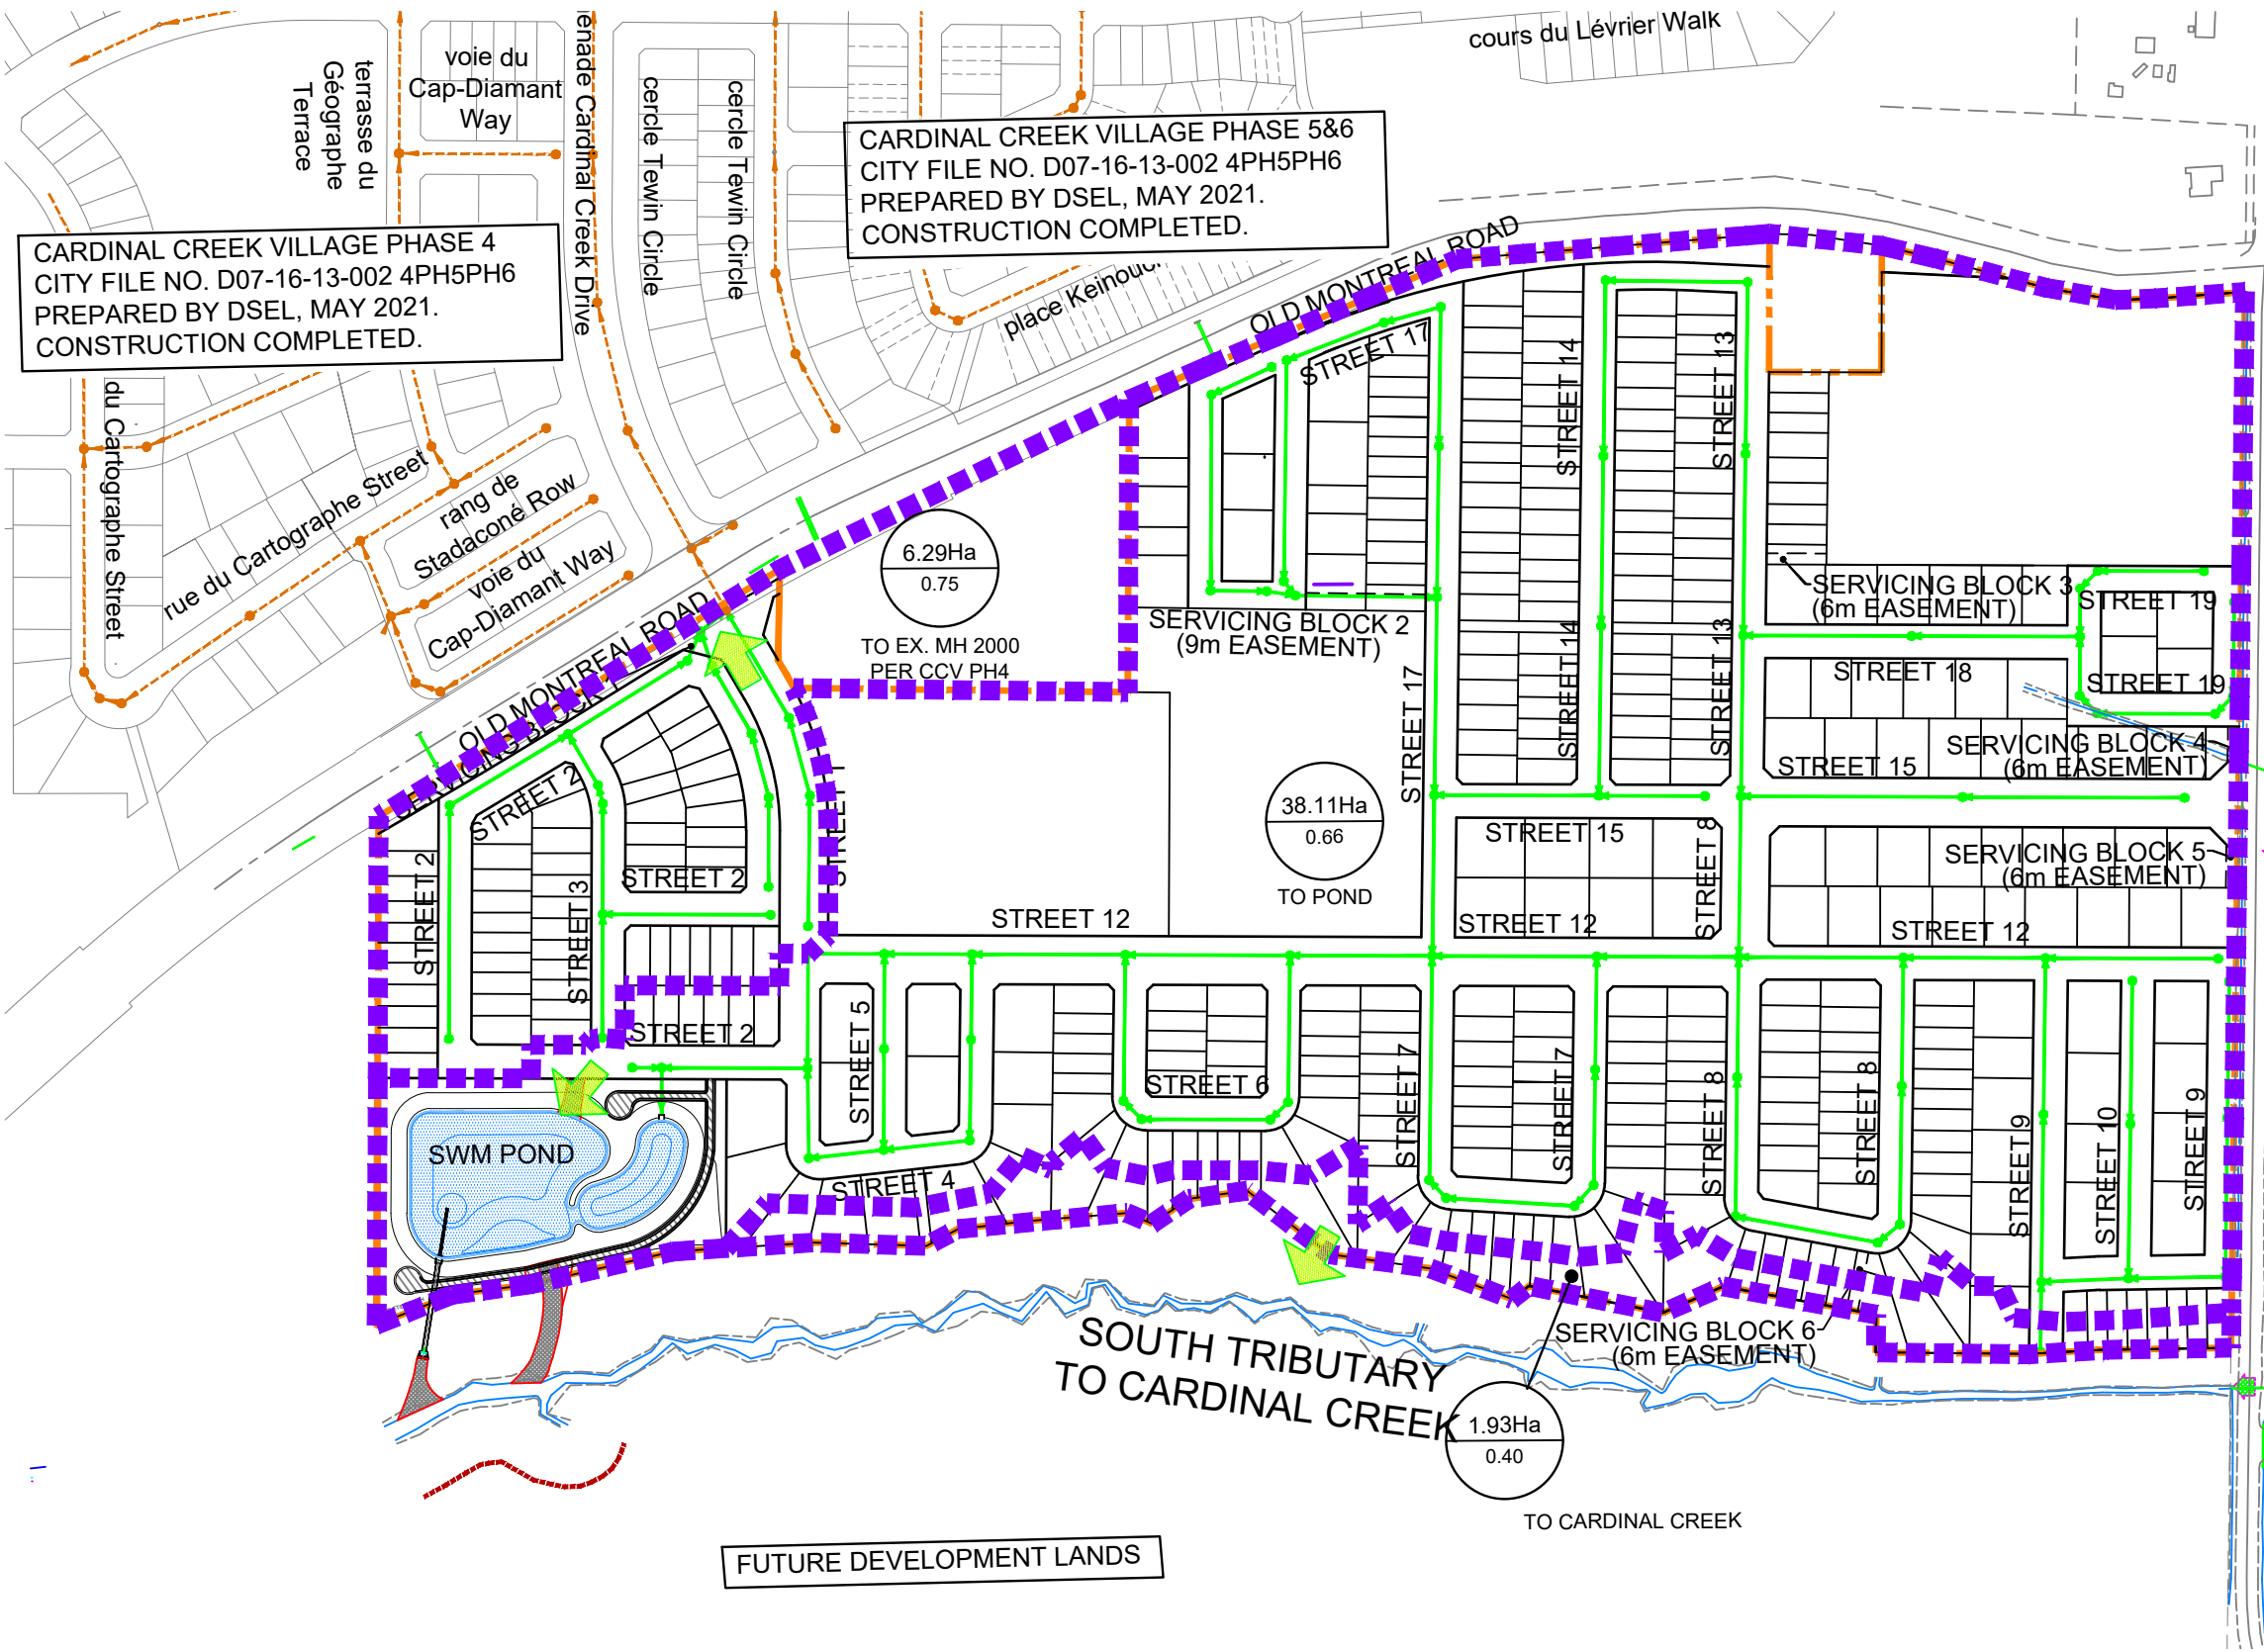 cours du Lévrier Walk
terrasse du
Géographe
Terrace
voie du
Cap-Diamant
Way
enade Cardinal Creek Drive
cercle Tewin Circle
cercle Tewin Circle
CARDINAL CREEK VILLAGE PHASE 5&6
CITY FILE NO. D07-16-13-002 4PH5PH6
PREPARED BY DSEL, MAY 2021.
CONSTRUCTION COMPLETED.
CARDINAL CREEK VILLAGE PHASE 4
CITY FILE NO. D07-16-13-002 4PH5PH6
PREPARED BY DSEL, MAY 2021.
CONSTRUCTION COMPLETED.
place Keinouc
OLD MONTREAL ROAD
du Cartographe Street
rue du Cartographe Street
rang de
Stadaconé Row
voie du
Cap-Diamant Way
OLD MONTREAL ROAD
SERVICING BLOCK 1
6.29Ha
0.75
TO EX. MH 2000
PER CCV PH4
STREET 17
STREET 14
STREET 13
SERVICING BLOCK 2
(9m EASEMENT)
SERVICING BLOCK 3
(6m EASEMENT)
STREET 19
STREET 14
STREET 13
STREET 18
STREET 19
STREET 17
SERVICING BLOCK 4
(6m EASEMENT)
STREET 15
STREET 2
STREET 1
38.11Ha
0.66
TO POND
STREET 15
STREET 8
SERVICING BLOCK 5
(6m EASEMENT)
STREET 2
STREET 3
STREET 2
STREET 12
STREET 12
STREET 12
STREET 2
STREET 5
STREET 6
STREET 7
STREET 7
STREET 8
STREET 8
STREET 9
STREET 10
STREET 9
SWM POND
STREET 4
SERVICING BLOCK 6
(6m EASEMENT)
SOUTH TRIBUTARY
TO CARDINAL CREEK
1.93Ha
0.40
TO CARDINAL CREEK
FUTURE DEVELOPMENT LANDS